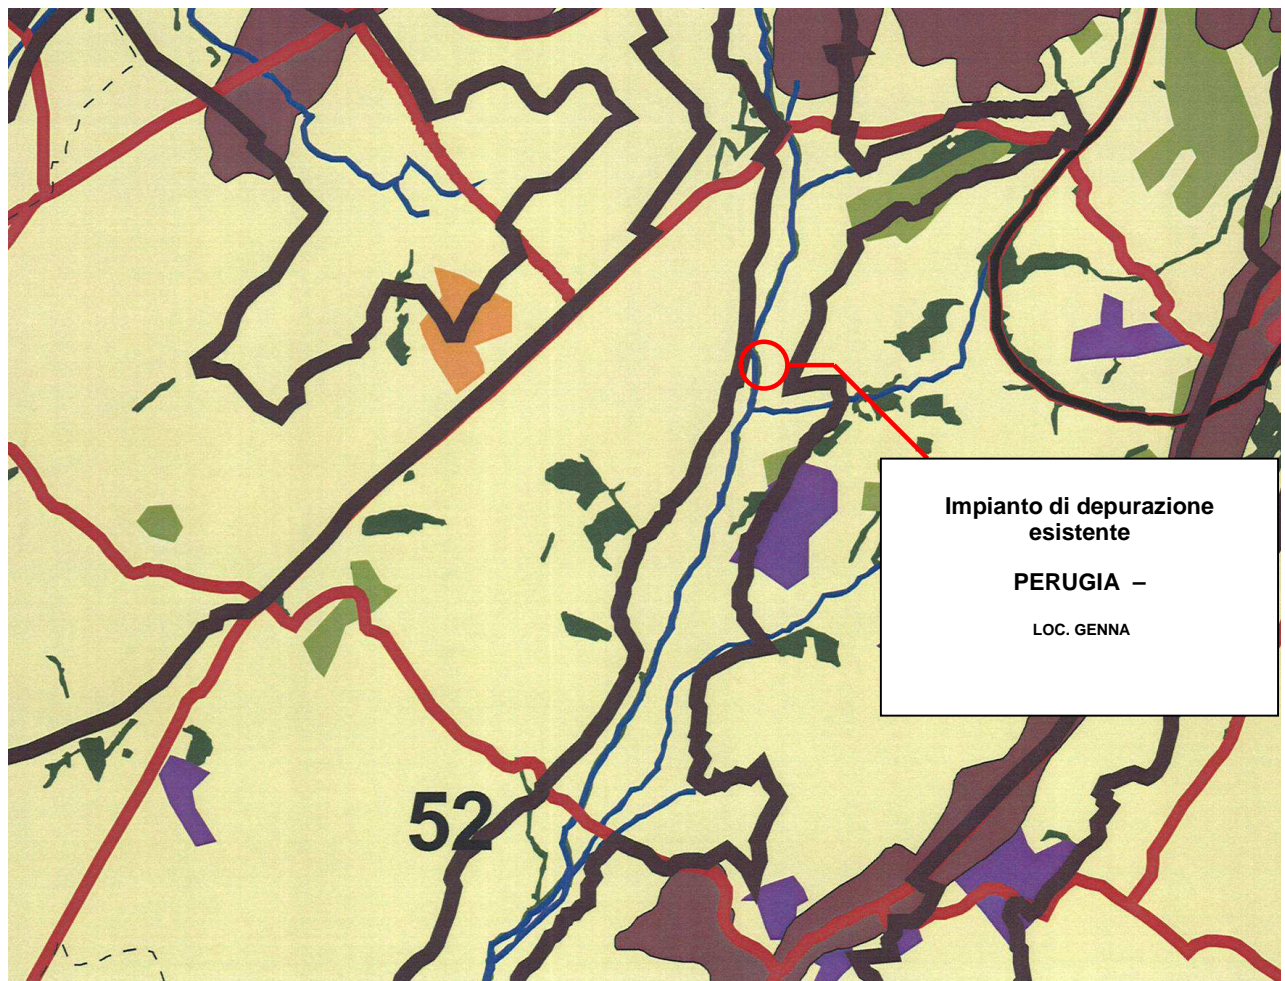 Impianto di depurazione
esistente
PERUGIA –
LOC. GENNA
52